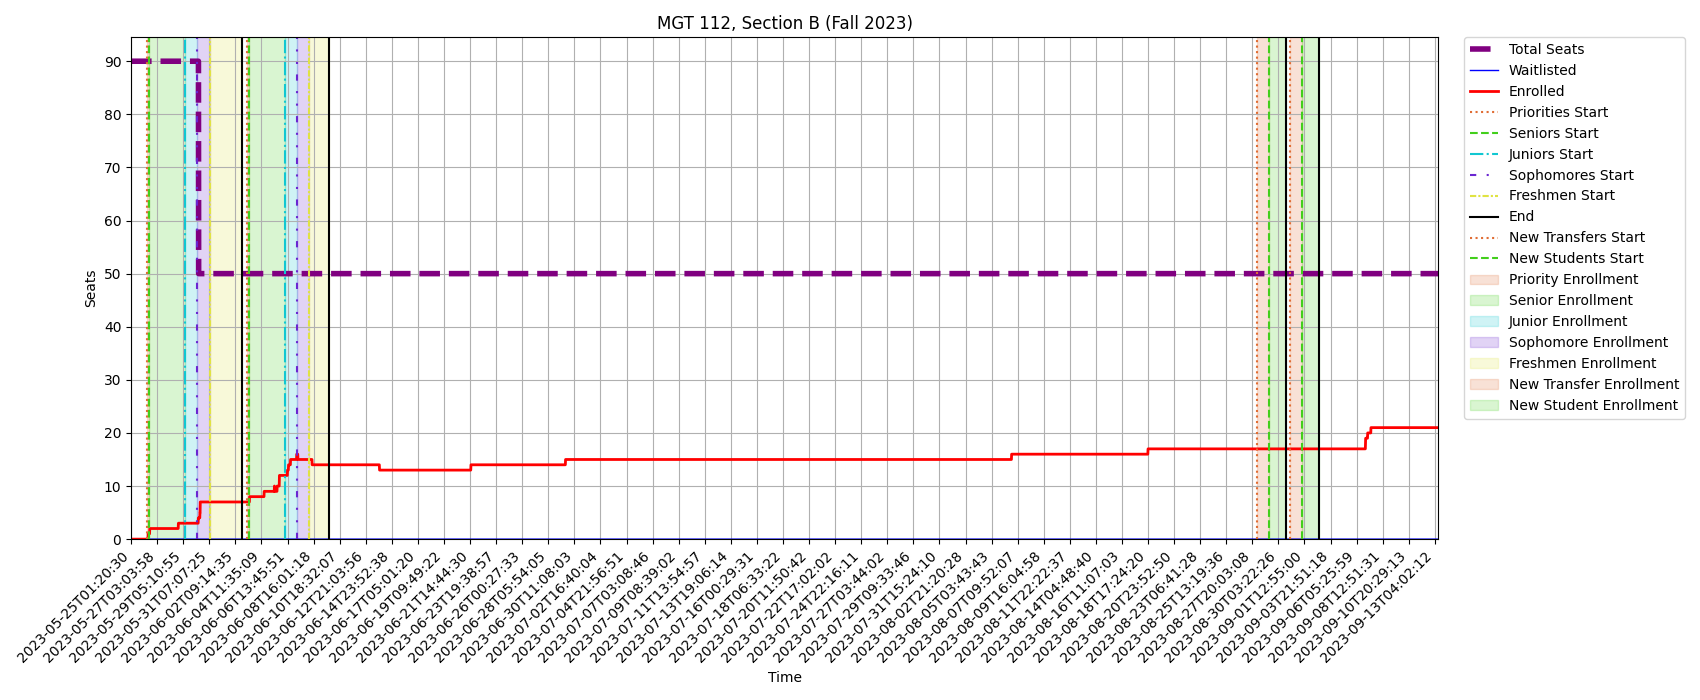 MGT 112, Section B (Fall 2023)
Seats
90
80
70
60
50
40
30
20
10
0
2023-05-25T01:20:30
2023-05-27T03:03:58
2023-05-29T05:10:55
2023-05-31T07:07:25
2023-06-02T09:14:35
2023-06-04T11:35:09
2023-06-06T13:45:51
2023-06-08T16:01:18
2023-06-10T18:32:07
2023-06-12T21:03:56
2023-06-14T23:52:38
2023-06-17T05:01:20
2023-06-19T09:49:22
2023-06-21T14:44:30
2023-06-23T19:38:57
2023-06-26T00:27:33
2023-06-28T05:54:05
2023-06-30T11:08:03
2023-07-02T16:40:04
2023-07-04T21:56:51
2023-07-07T03:08:46
2023-07-09T08:39:02
2023-07-11T13:54:57
2023-07-13T19:06:14
2023-07-16T00:29:31
2023-07-18T06:33:22
2023-07-20T11:50:42
2023-07-22T17:02:02
2023-07-24T22:16:11
2023-07-27T03:44:02
2023-07-29T09:33:46
2023-07-31T15:24:10
2023-08-02T21:20:28
2023-08-05T03:43:43
2023-08-07T09:52:07
2023-08-09T16:04:58
2023-08-11T22:22:37
2023-08-14T04:48:40
2023-08-16T11:07:03
2023-08-18T17:24:20
2023-08-20T23:52:50
2023-08-23T06:41:28
2023-08-25T13:19:36
2023-08-27T20:03:08
2023-08-30T03:22:26
2023-09-01T12:55:00
2023-09-03T21:51:18
2023-09-06T05:25:59
2023-09-08T12:51:31
2023-09-10T20:29:13
2023-09-13T04:02:12
Time
Total Seats
Waitlisted
Enrolled
Priorities Start
Seniors Start
Juniors Start
Sophomores Start
Freshmen Start
End
New Transfers Start
New Students Start
Priority Enrollment
Senior Enrollment
Junior Enrollment
Sophomore Enrollment
Freshmen Enrollment
New Transfer Enrollment
New Student Enrollment